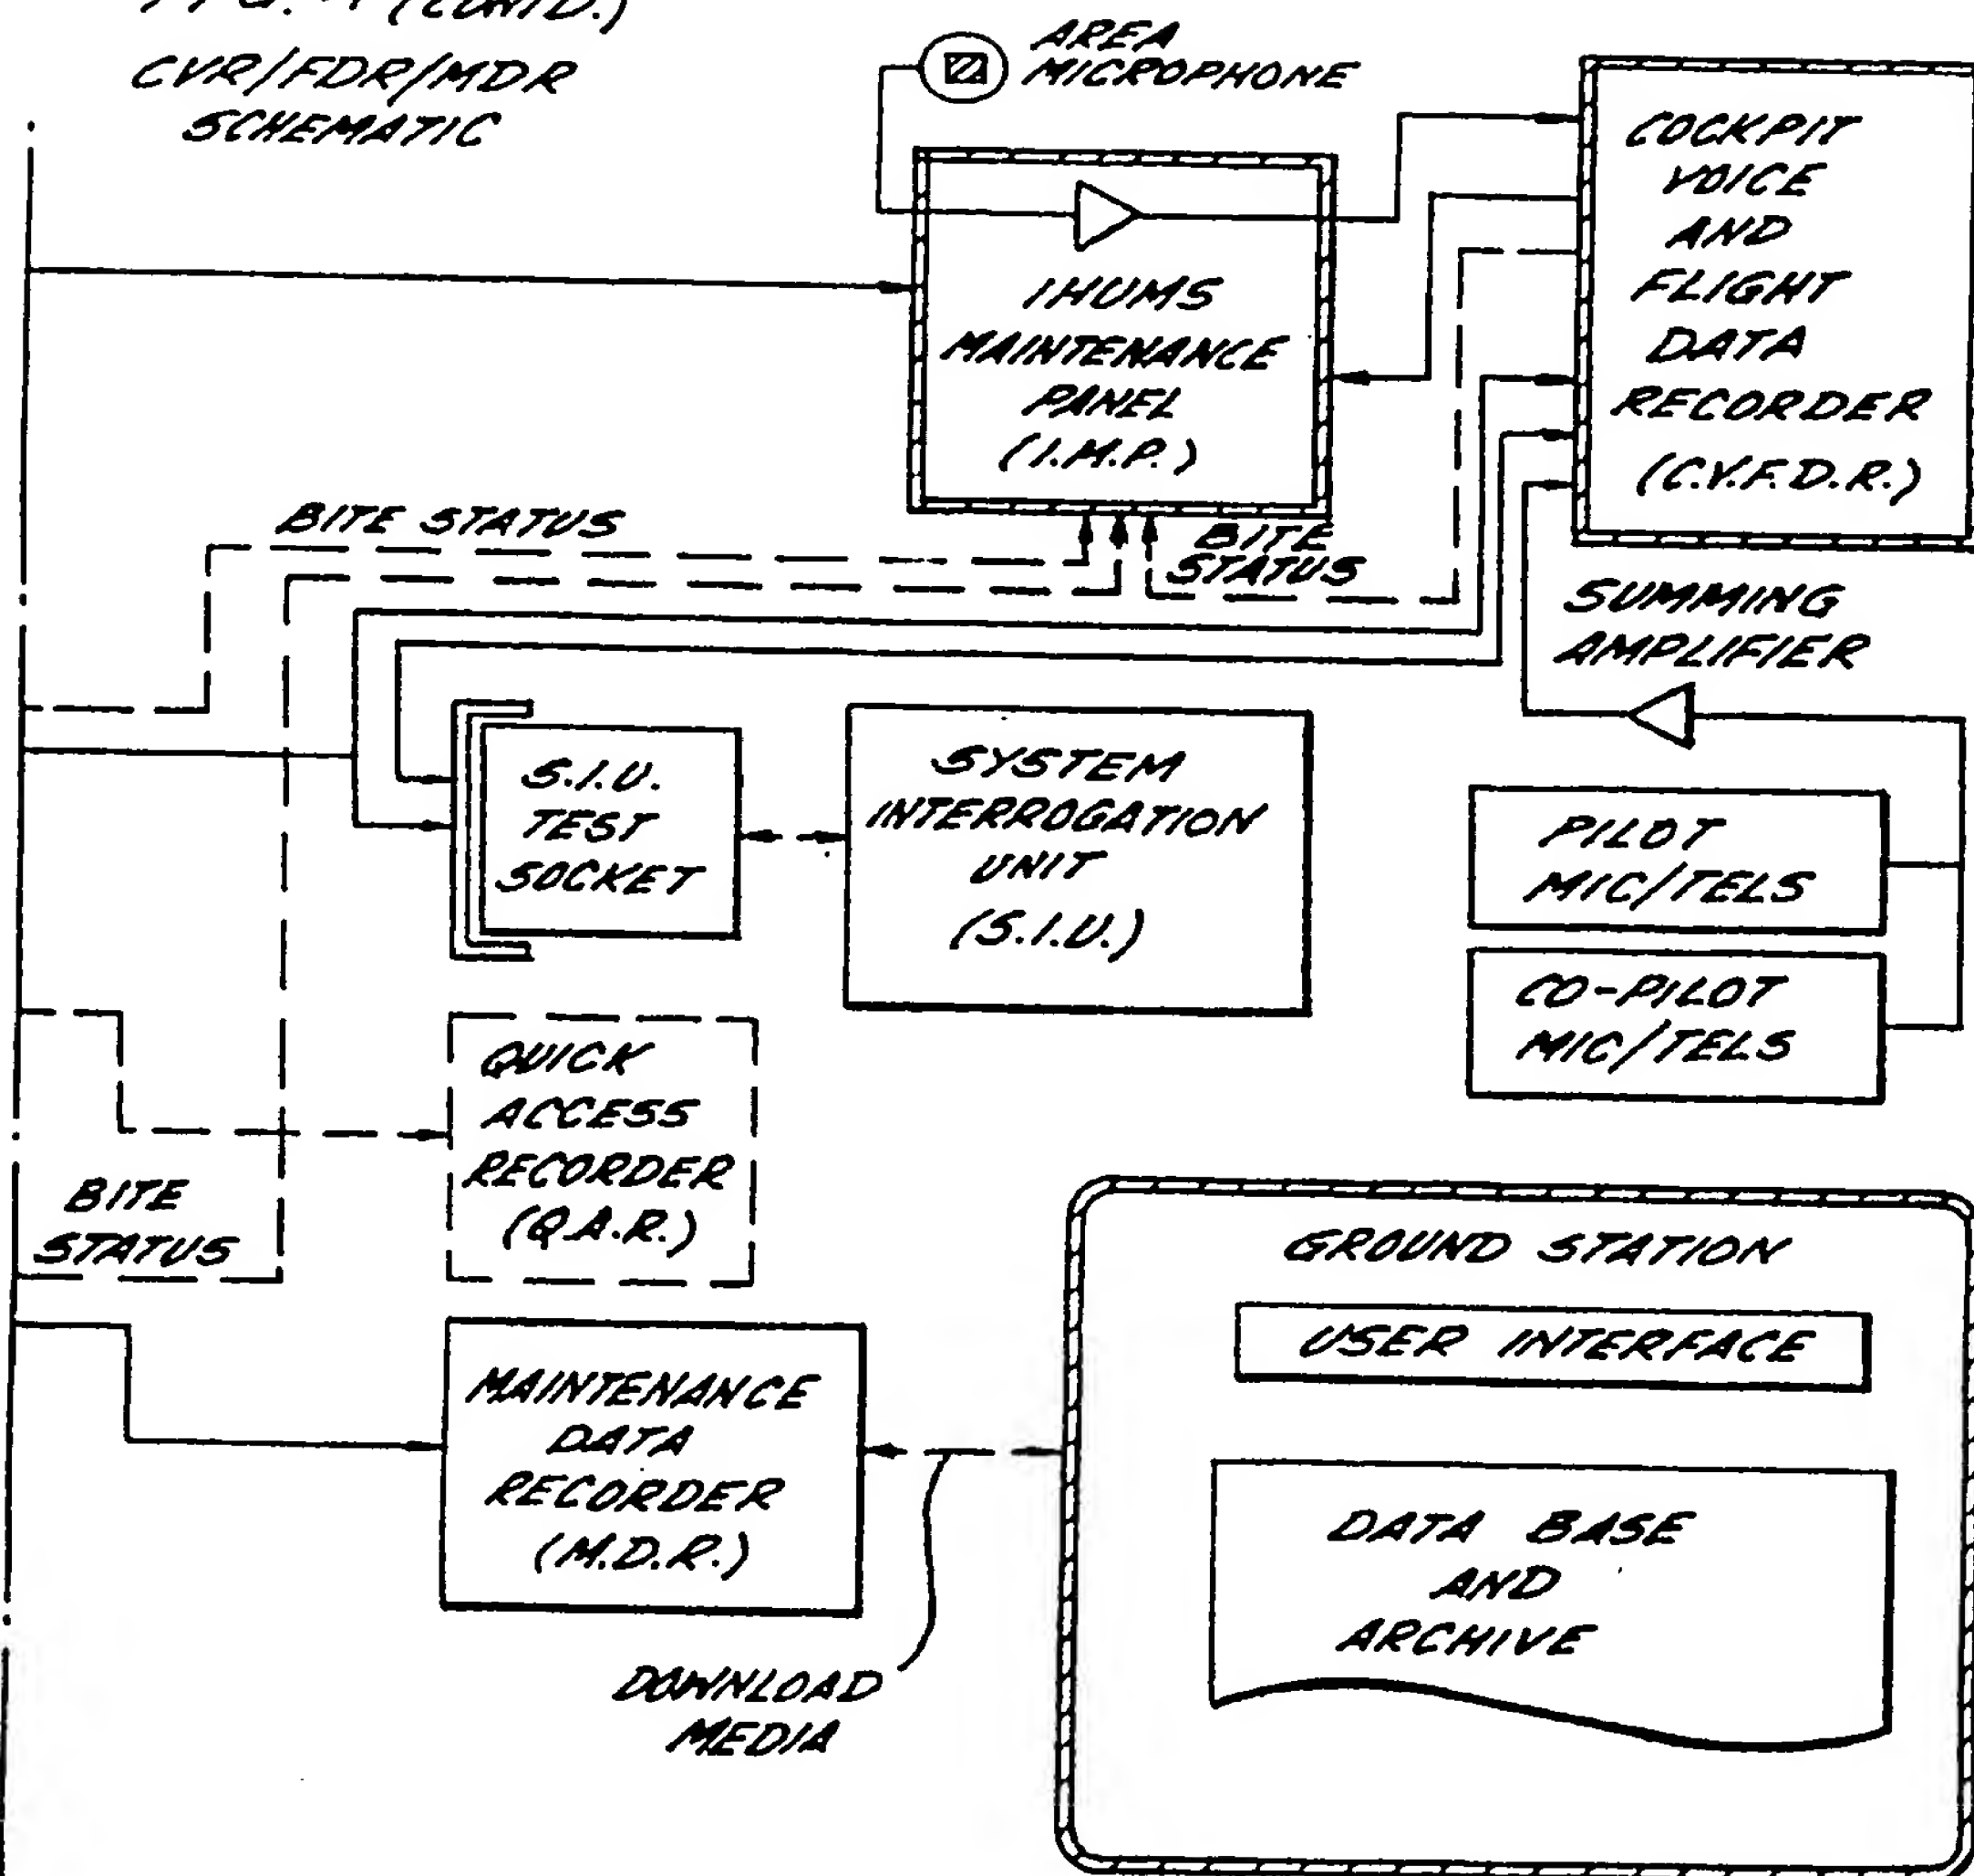 (CONTD.)
CVR/FDR/MDR
SCHEMATIC
AREA
MICROPHONE
COCKPIT
VOICE
AND
FLIGHT
DATA
RECORDER
(C.V.F.D.R.)
IHUMS
MAINTENANCE
PANEL
(I.M.P.)
BITE STATUS
BITE
STATUS
SUMMING
AMPLIFIER
S.I.U.
TEST
SOCKET
SYSTEM
INTERROGATION
UNIT
(S.I.U.)
PILOT
MIC/TELS
CO-PILOT
MIC/TELS
QUICK
ACCESS
RECORDER
(Q.A.R.)
BITE
STATUS
MAINTENANCE
DATA
RECORDER
(M.D.R.)
DOWNLOAD
MEDIA
GROUND STATION
USER INTERFACE
DATA BASE
AND
ARCHIVE